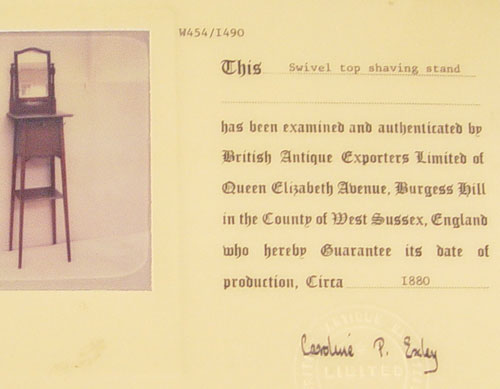 W454/I490
This Swivel top shaving stand
has been examined and authenticated by
British Antique Exporters Limited of
Queen Elizabeth Avenue, Burgess Hill
in the County of West Sussex, England
who hereby Guarantee its date of
production, Circa I880
Caroline P. Exley
LIMITED